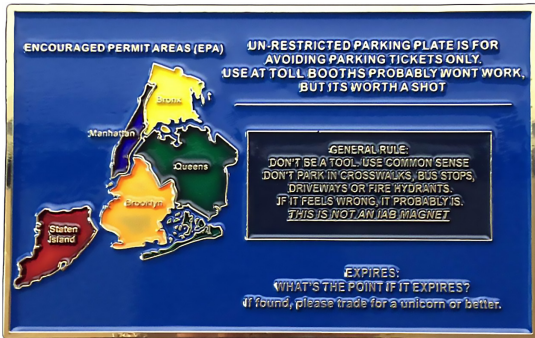 ENCOURAGED PERMIT AREAS (EPA)
UN-RESTRICTED PARKING PLATE IS FOR
AVOIDING PARKING TICKETS ONLY.
USE AT TOLL BOOTHS PROBABLY WONT WORK,
BUT ITS WORTH A SHOT
Bronx
Manhattan
Queens
Brooklyn
Staten
Island
GENERAL RULE:
DON'T BE A TOOL. USE COMMON SENSE
DON'T PARK IN CROSSWALKS, BUS STOPS,
DRIVEWAYS OR FIRE HYDRANTS.
IF IT FEELS WRONG, IT PROBABLY IS.
THIS IS NOT AN IAB MAGNET
EXPIRES:
WHAT'S THE POINT IF IT EXPIRES?
If found, please trade for a unicorn or better.